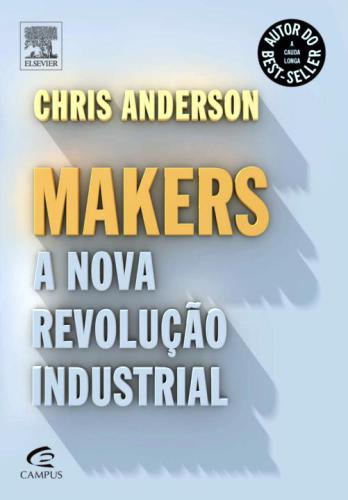 ELSEVIER
AUTOR DO
A
CAUDA
LONGA
BEST-SELLER
CHRIS ANDERSON
MAKERS
A NOVA
REVOLUÇÃO
INDUSTRIAL
CAMPUS